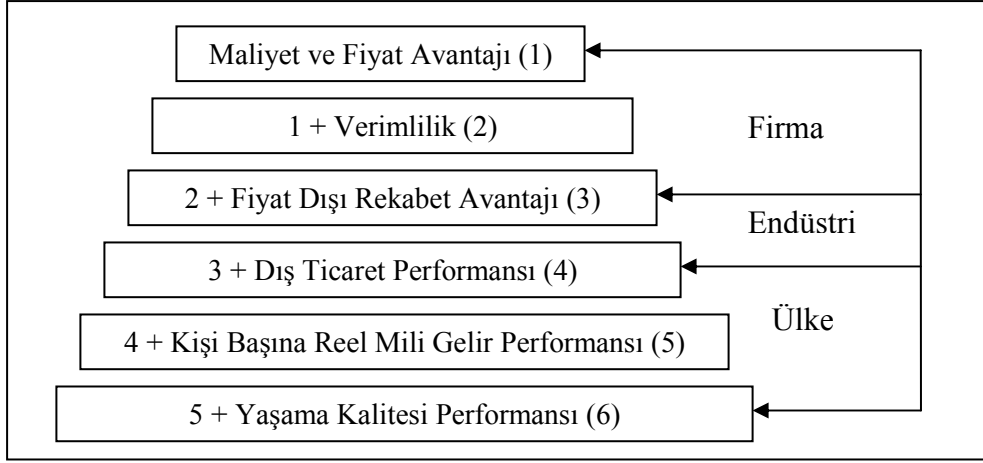 Maliyet ve Fiyat Avantajı (1)
1 + Verimlilik (2)
Firma
2 + Fiyat Dışı Rekabet Avantajı (3)
Endüstri
3 + Dış Ticaret Performansı (4)
Ülke
4 + Kişi Başına Reel Mili Gelir Performansı (5)
5 + Yaşama Kalitesi Performansı (6)